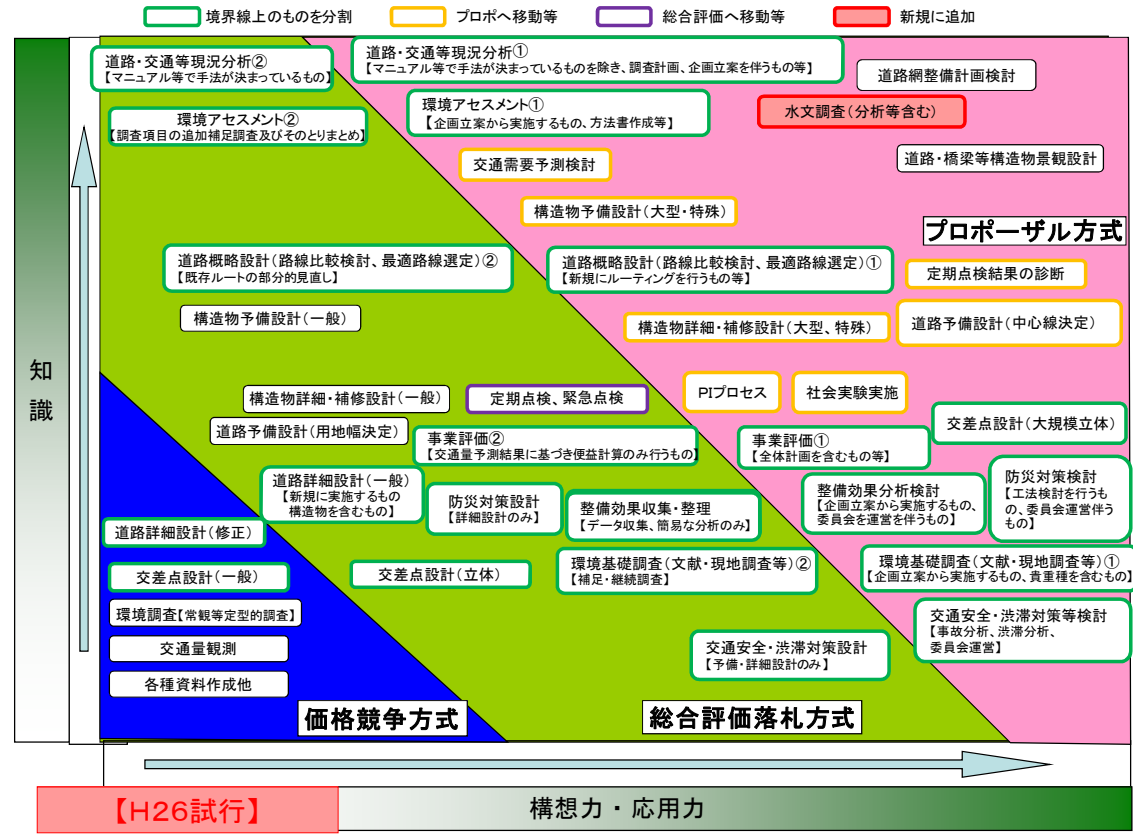 境界線上のものを分割
プロポへ移動等
総合評価へ移動等
新規に追加
道路・交通等現況分析②
【マニュアル等で手法が決まっているもの】
道路・交通等現況分析①
【マニュアル等で手法が決まっているものを除き、調査計画、企画立案を伴うもの等】
道路網整備計画検討
環境アセスメント②
【調査項目の追加補足調査及びそのとりまとめ】
環境アセスメント①
【企画立案から実施するもの、方法書作成等】
水文調査(分析等含む)
交通需要予測検討
道路・橋梁等構造物景観設計
構造物予備設計(大型・特殊)
プロポーザル方式
道路概略設計(路線比較検討、最適路線選定)②
【既存ルートの部分的見直し】
道路概略設計(路線比較検討、最適路線選定)①
【新規にルーティングを行うもの等】
定期点検結果の診断
構造物予備設計(一般)
構造物詳細・補修設計(大型、特殊)
道路予備設計(中心線決定)
知識
構造物詳細・補修設計(一般)
定期点検、緊急点検
PIプロセス
社会実験実施
道路予備設計(用地幅決定)
事業評価②
【交通量予測結果に基づき便益計算のみ行うもの】
事業評価①
【全体計画を含むもの等】
交差点設計(大規模立体)
道路詳細設計(一般)
【新規に実施するもの
構造物を含むもの】
防災対策設計
【詳細設計のみ】
整備効果収集・整理
【データ収集、簡易な分析のみ】
整備効果分析検討
【企画立案から実施するもの、
委員会を運営を伴うもの】
防災対策検討
【工法検討を行うも
の、委員会運営伴う
もの】
道路詳細設計(修正)
交差点設計(一般)
交差点設計(立体)
環境基礎調査(文献・現地調査等)②
【補足・継続調査】
環境基礎調査(文献・現地調査等)①
【企画立案から実施するもの、貴重種を含むもの】
環境調査【常観等定型的調査】
交通量観測
各種資料作成他
交通安全・渋滞対策設計
【予備・詳細設計のみ】
交通安全・渋滞対策等検討
【事故分析、渋滞分析、
委員会運営】
価格競争方式
総合評価落札方式
【H26試行】
構想力・応用力